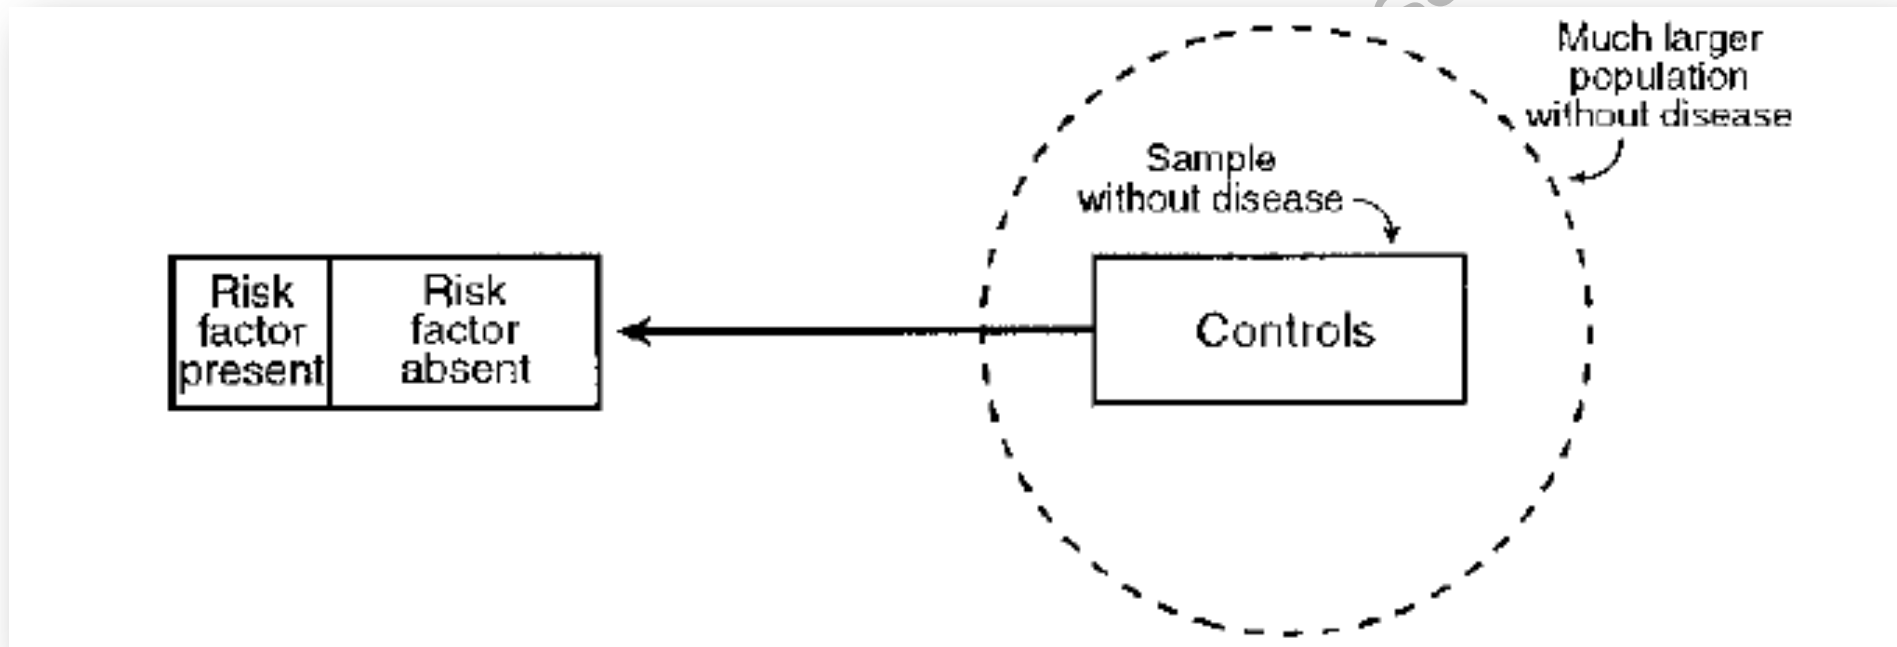 Much larger
population
without disease
Sample
without disease
Risk
factor
present
Risk
factor
absent
Controls